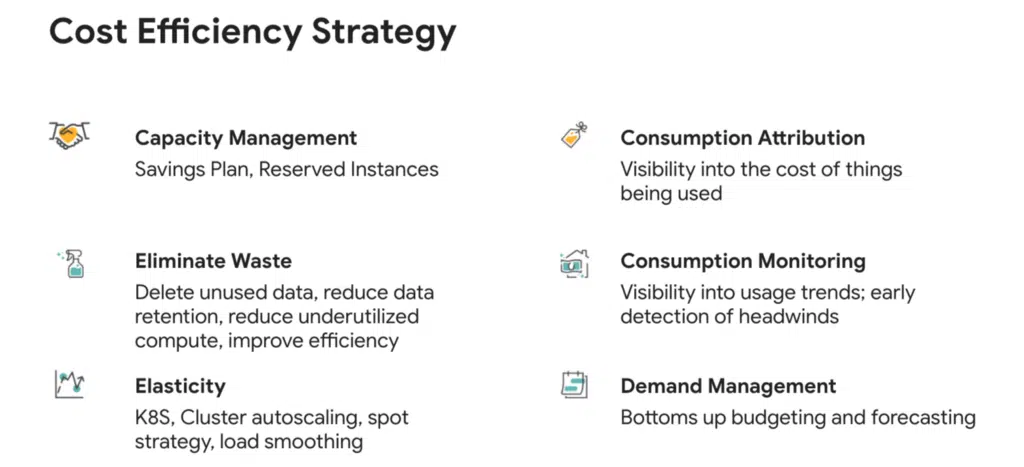 Cost Efficiency Strategy
Capacity Management
Savings Plan, Reserved Instances
Eliminate Waste
Delete unused data, reduce data
retention, reduce underutilized
compute, improve efficiency
Elasticity
K8S, Cluster autoscaling, spot
strategy, load smoothing
Consumption Attribution
Visibility into the cost of things
being used
Consumption Monitoring
Visibility into usage trends; early
detection of headwinds
Demand Management
Bottoms up budgeting and forecasting